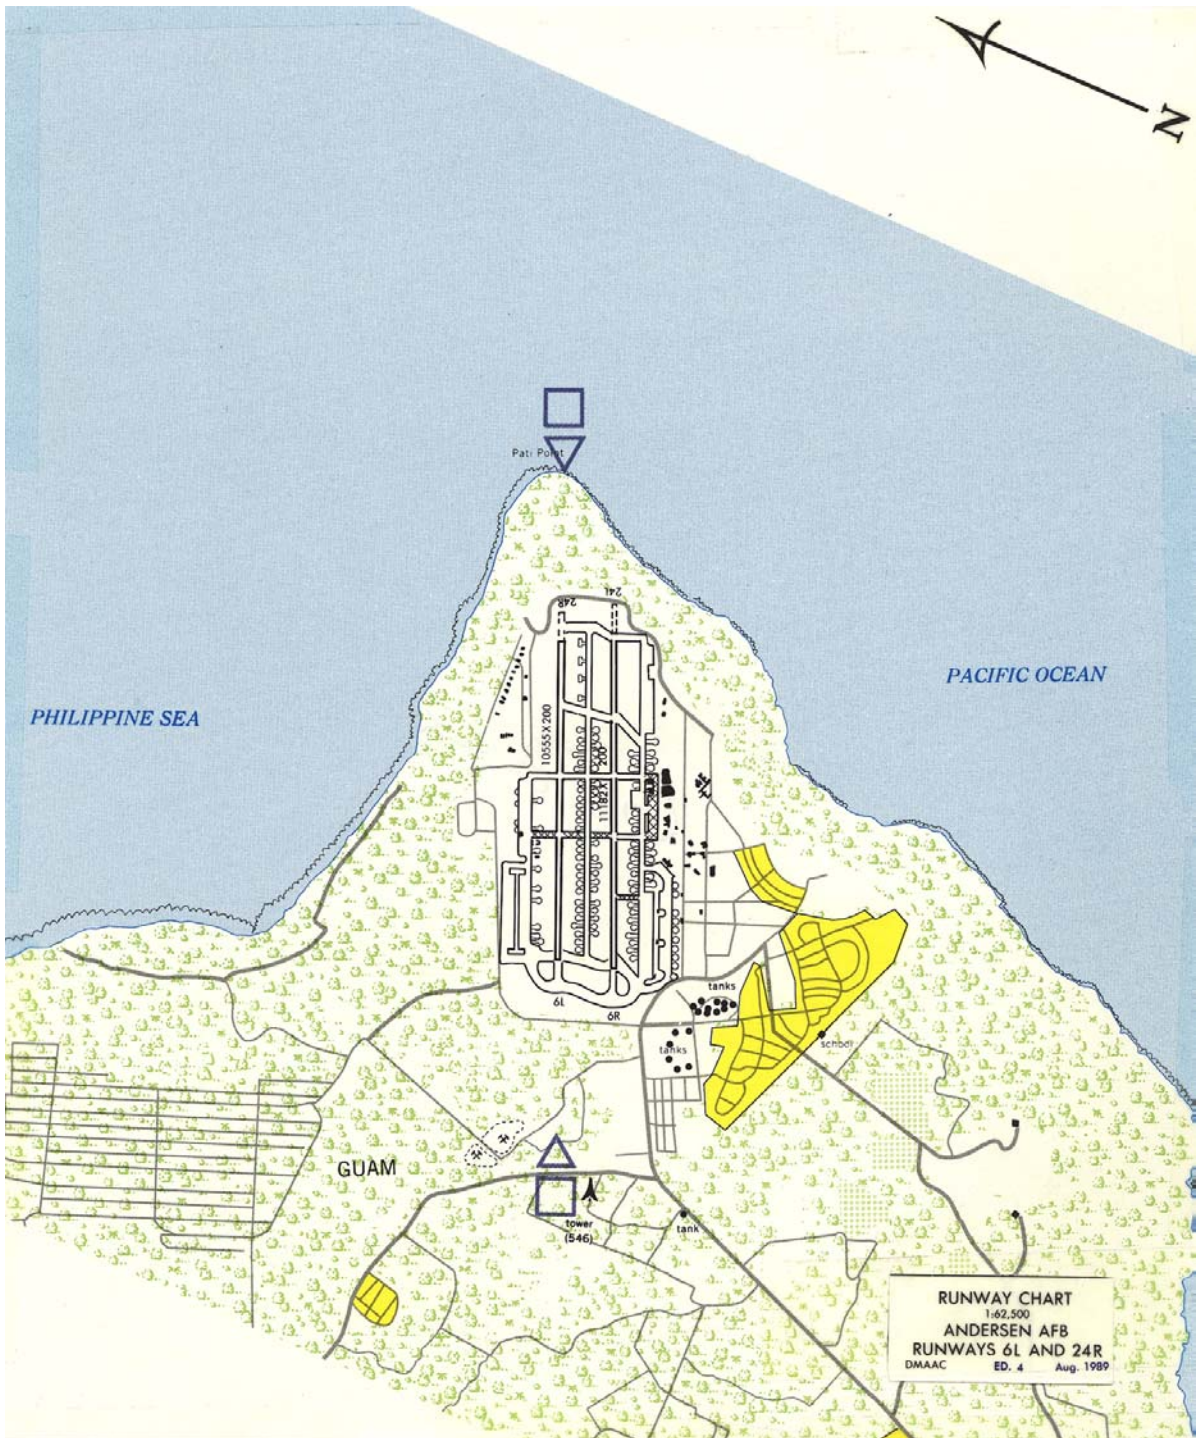 N
Pati Point
24R
24L
PACIFIC OCEAN
PHILIPPINE SEA
10555X200
11182X200
6L
6R
tanks
tanks
school
GUAM
tower
(546)
tank
RUNWAY CHART
1:62,500
ANDERSEN AFB
RUNWAYS 6L AND 24R
DMAAC ED. 4 Aug. 1989